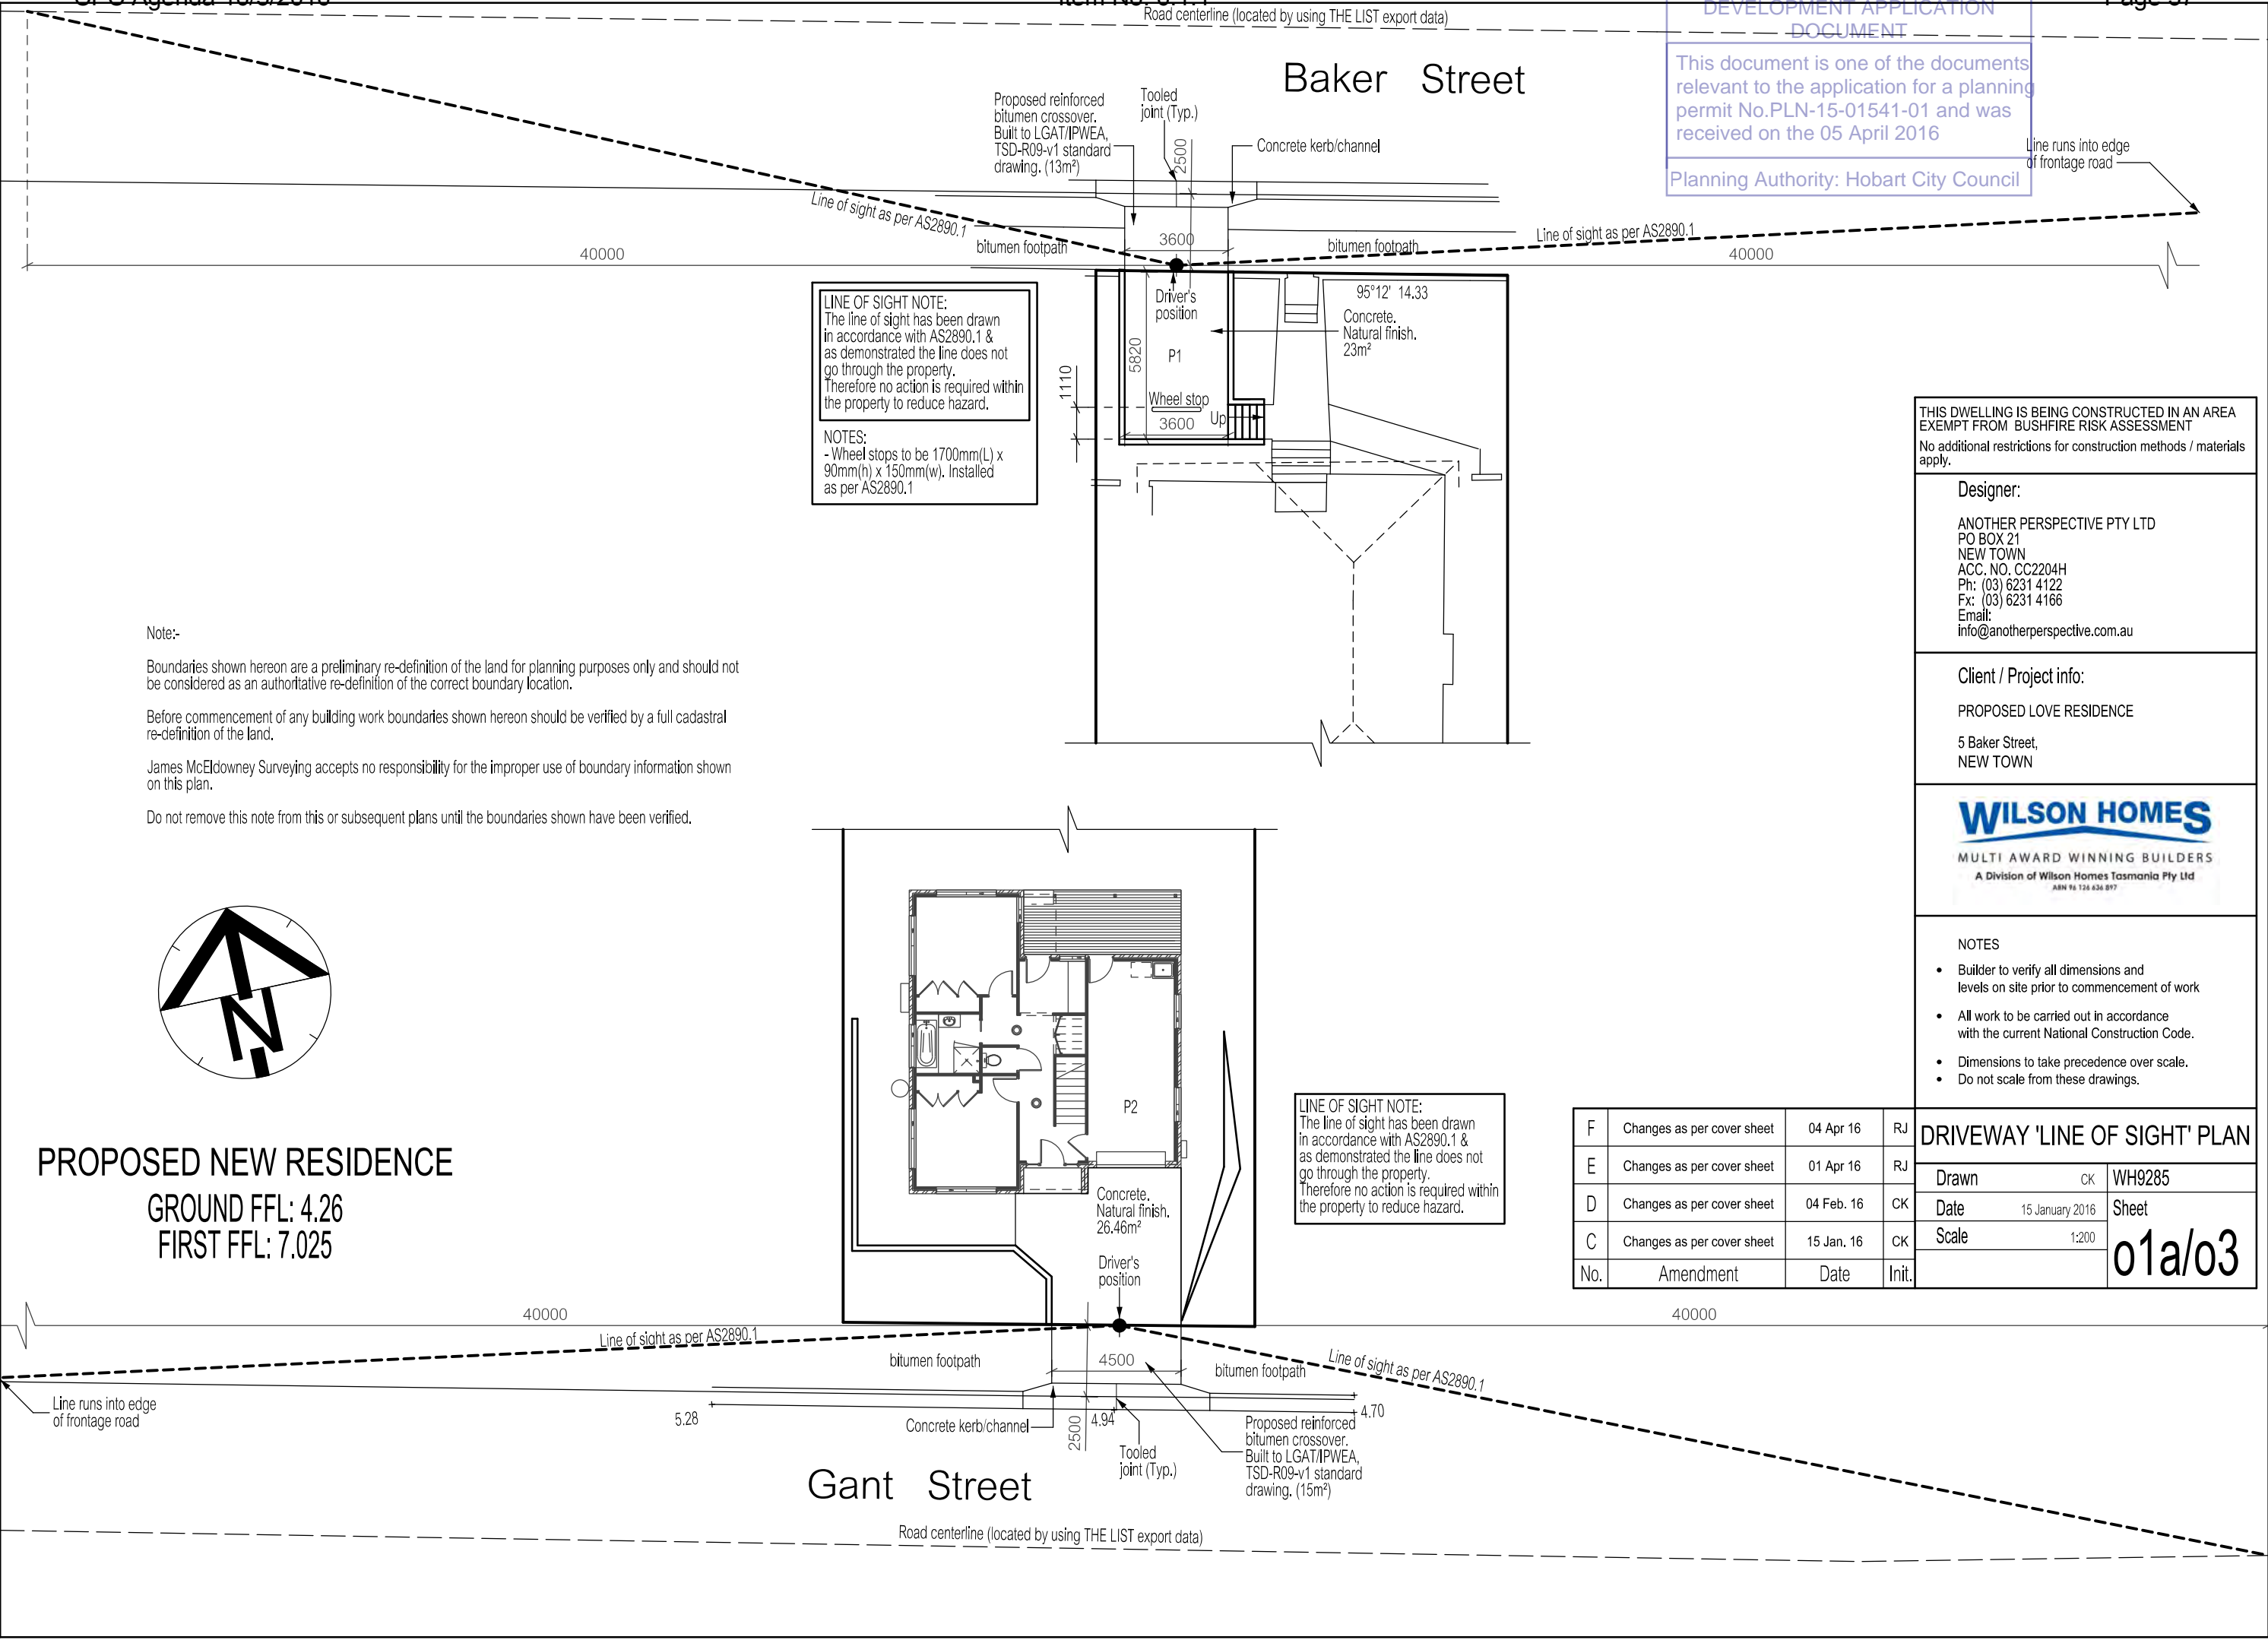 Road centerline (located by using THE LIST export data)
DEVELOPMENT APPLICATION
DOCUMENT
This document is one of the documents
relevant to the application for a planning
permit No.PLN-15-01541-01 and was
received on the 05 April 2016
Planning Authority: Hobart City Council
Baker Street
Proposed reinforced
bitumen crossover.
Built to LGAT/IPWEA,
TSD-R09-v1 standard
drawing. (13m²)
Tooled
joint (Typ.)
2500
Concrete kerb/channel
Line runs into edge
of frontage road
Line of sight as per AS2890.1
bitumen footpath
3600
bitumen footpath
Line of sight as per AS2890.1
40000
40000
LINE OF SIGHT NOTE:
The line of sight has been drawn
in accordance with AS2890.1 &
as demonstrated the line does not
go through the property.
Therefore no action is required within
the property to reduce hazard.
NOTES:
- Wheel stops to be 1700mm(L) x
90mm(h) x 150mm(w). Installed
as per AS2890.1
Driver's
position
P1
5820
1110
Wheel stop
3600
Up
95°12' 14.33
Concrete.
Natural finish.
23m²
THIS DWELLING IS BEING CONSTRUCTED IN AN AREA
EXEMPT FROM BUSHFIRE RISK ASSESSMENT
No additional restrictions for construction methods / materials
apply.
Designer:
ANOTHER PERSPECTIVE PTY LTD
PO BOX 21
NEW TOWN
ACC. NO. CC2204H
Ph: (03) 6231 4122
Fx: (03) 6231 4166
Email:
info@anotherperspective.com.au
Client / Project info:
PROPOSED LOVE RESIDENCE
5 Baker Street,
NEW TOWN
WILSON HOMES
MULTI AWARD WINNING BUILDERS
A Division of Wilson Homes Tasmania Pty Ltd
ABN 96 126 636 897
NOTES
• Builder to verify all dimensions and
levels on site prior to commencement of work
• All work to be carried out in accordance
with the current National Construction Code.
• Dimensions to take precedence over scale.
• Do not scale from these drawings.
Note:-
Boundaries shown hereon are a preliminary re-definition of the land for planning purposes only and should not
be considered as an authoritative re-definition of the correct boundary location.
Before commencement of any building work boundaries shown hereon should be verified by a full cadastral
re-definition of the land.
James McEldowney Surveying accepts no responsibility for the improper use of boundary information shown
on this plan.
Do not remove this note from this or subsequent plans until the boundaries shown have been verified.
N
PROPOSED NEW RESIDENCE
GROUND FFL: 4.26
FIRST FFL: 7.025
P2
Concrete.
Natural finish.
26.46m²
Driver's
position
LINE OF SIGHT NOTE:
The line of sight has been drawn
in accordance with AS2890.1 &
as demonstrated the line does not
go through the property.
Therefore no action is required within
the property to reduce hazard.
F Changes as per cover sheet 04 Apr 16 RJ
E Changes as per cover sheet 01 Apr 16 RJ
D Changes as per cover sheet 04 Feb. 16 CK
C Changes as per cover sheet 15 Jan. 16 CK
No. Amendment Date Init.
DRIVEWAY 'LINE OF SIGHT' PLAN
Drawn CK WH9285
Date 15 January 2016 Sheet
Scale 1:200
o1a/o3
40000
40000
Line of sight as per AS2890.1
bitumen footpath
4500
bitumen footpath
Line of sight as per AS2890.1
Line runs into edge
of frontage road
5.28
Concrete kerb/channel
2500
4.94
4.70
Tooled
joint (Typ.)
Proposed reinforced
bitumen crossover.
Built to LGAT/IPWEA,
TSD-R09-v1 standard
drawing. (15m²)
Gant Street
Road centerline (located by using THE LIST export data)